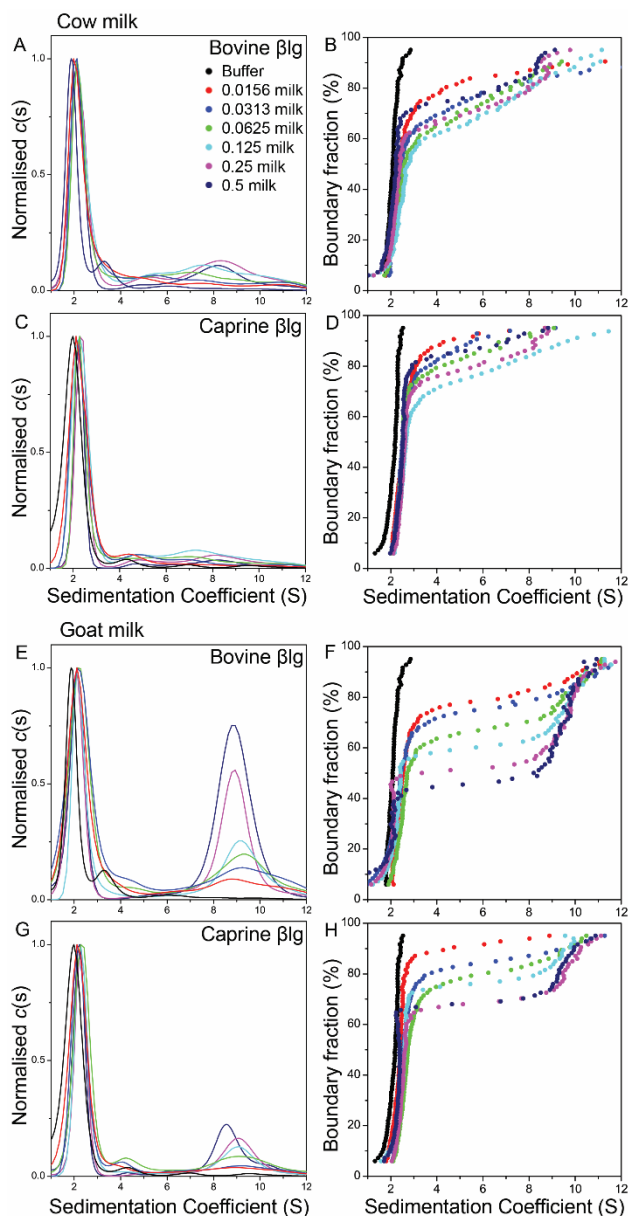 Cow milk
A
Bovine βlg
Buffer
0.0156 milk
0.0313 milk
0.0625 milk
0.125 milk
0.25 milk
0.5 milk
Normalised c(s)
1.0
0.5
0.0
2 4 6 8 10 12
B
Boundary fraction (%)
100
80
60
40
20
0
2 4 6 8 10 12
C
Caprine βlg
Normalised c(s)
1.0
0.5
0.0
2 4 6 8 10 12
Sedimentation Coefficient (S)
D
Boundary fraction (%)
100
80
60
40
20
0
2 4 6 8 10 12
Sedimentation Coefficient (S)
Goat milk
E
Bovine βlg
Normalised c(s)
1.0
0.5
0.0
2 4 6 8 10 12
F
Boundary fraction (%)
100
80
60
40
20
0
2 4 6 8 10 12
G
Caprine βlg
Normalised c(s)
1.0
0.5
0.0
2 4 6 8 10 12
Sedimentation Coefficient (S)
H
Boundary fraction (%)
100
80
60
40
20
0
2 4 6 8 10 12
Sedimentation Coefficient (S)